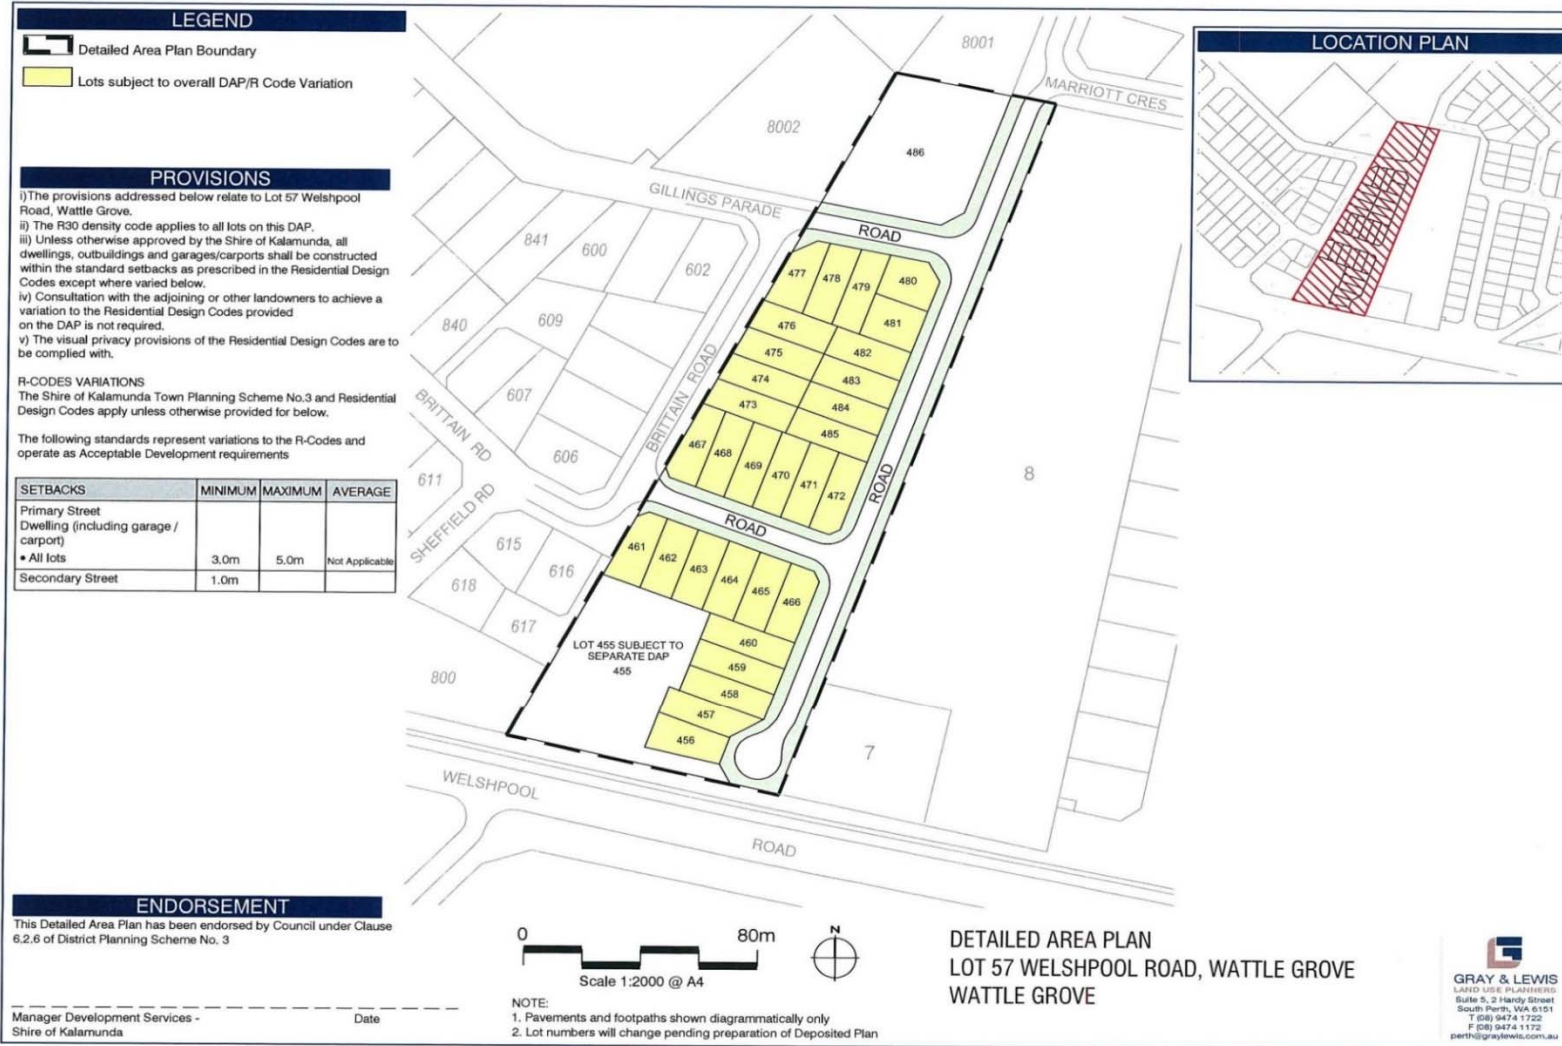 LEGEND
Detailed Area Plan Boundary
Lots subject to overall DAP/R Code Variation
PROVISIONS
i)The provisions addressed below relate to Lot 57 Welshpool
Road, Wattle Grove.
ii) The R30 density code applies to all lots on this DAP.
iii) Unless otherwise approved by the Shire of Kalamunda, all
dwellings, outbuildings and garages/carports shall be constructed
within the standard setbacks as prescribed in the Residential Design
Codes except where varied below.
iv) Consultation with the adjoining or other landowners to achieve a
variation to the Residential Design Codes provided
on the DAP is not required.
v) The visual privacy provisions of the Residential Design Codes are to
be complied with.
R-CODES VARIATIONS
The Shire of Kalamunda Town Planning Scheme No.3 and Residential
Design Codes apply unless otherwise provided for below.
The following standards represent variations to the R-Codes and
operate as Acceptable Development requirements
SETBACKS MINIMUM MAXIMUM AVERAGE
Primary Street
Dwelling (including garage /
carport)
• All lots 3.0m 5.0m Not Applicable
Secondary Street 1.0m
ENDORSEMENT
This Detailed Area Plan has been endorsed by Council under Clause
6.2.6 of District Planning Scheme No. 3
Manager Development Services - Date
Shire of Kalamunda
8001
MARRIOTT CRES
8002
486
GILLINGS PARADE
ROAD
841
600
602
477
478
479
480
481
840
609
476
482
475
483
474
484
473
485
607
BRITTAIN ROAD
BRITTAIN RD
467
468
469
470
471
472
ROAD
606
611
8
SHEFFIELD RD
ROAD
615
616
618
617
461
462
463
464
465
466
LOT 455 SUBJECT TO
SEPARATE DAP
455
460
459
458
457
456
800
7
WELSHPOOL
ROAD
LOCATION PLAN
0 80m
Scale 1:2000 @ A4
N
NOTE:
1. Pavements and footpaths shown diagrammatically only
2. Lot numbers will change pending preparation of Deposited Plan
DETAILED AREA PLAN
LOT 57 WELSHPOOL ROAD, WATTLE GROVE
WATTLE GROVE
GRAY & LEWIS
LAND USE PLANNERS
Suite 5, 2 Hardy Street
South Perth, WA 6151
T (08) 9474 1722
F (08) 9474 1172
perth@graylewis.com.au